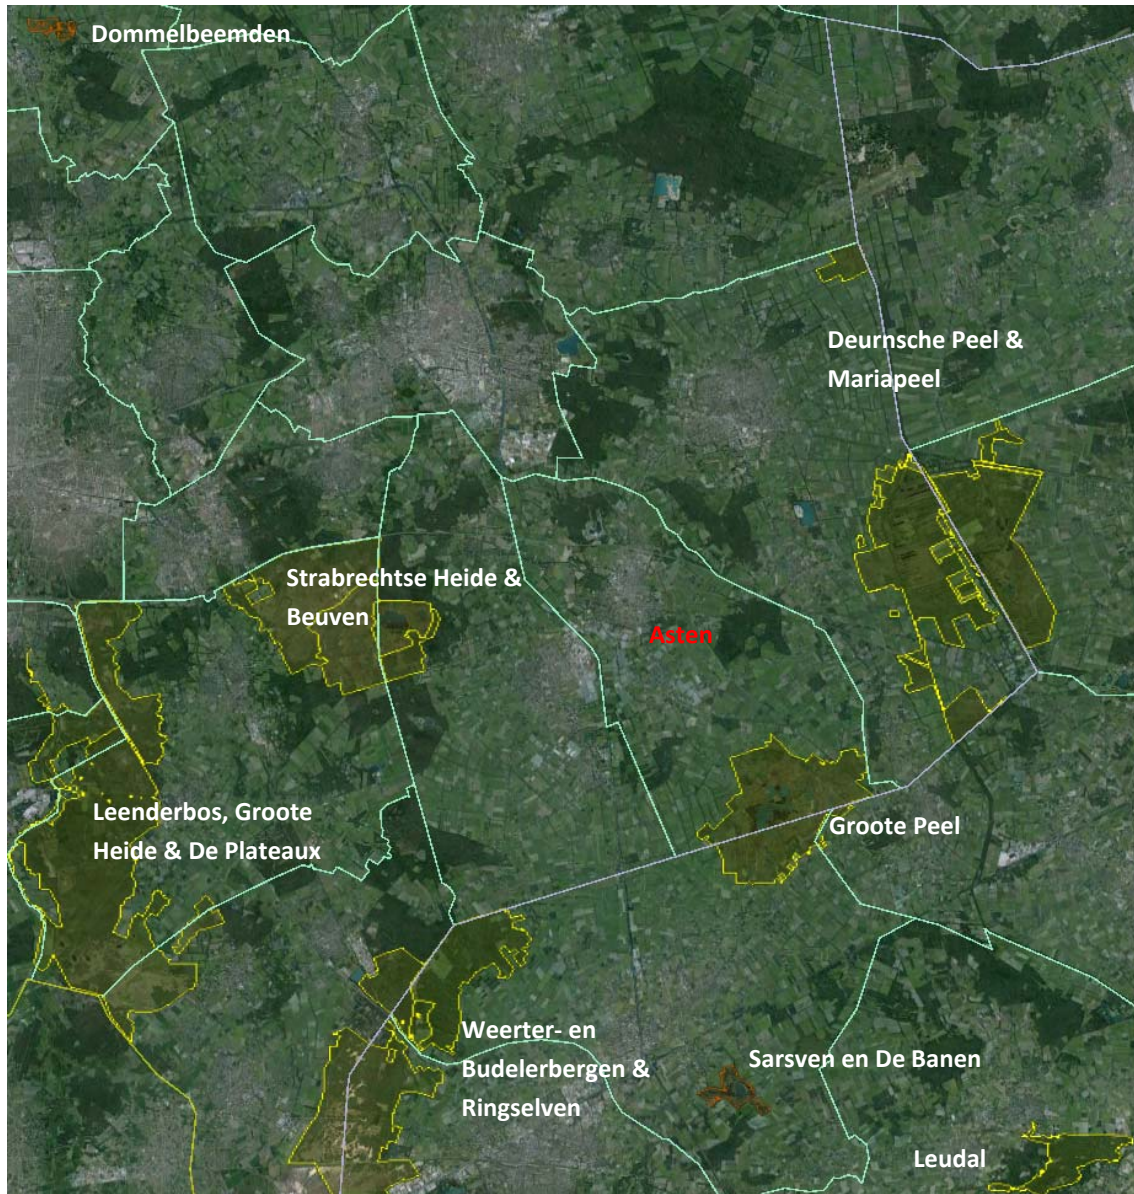 Dommelbeemden
Deurnsche Peel &
Mariapeel
Strabrechtse Heide &
Beuven
Asten
Leenderbos, Groote
Heide & De Plateaux
Groote Peel
Weerter- en
Budelerbergen &
Ringselven
Sarsven en De Banen
Leudal